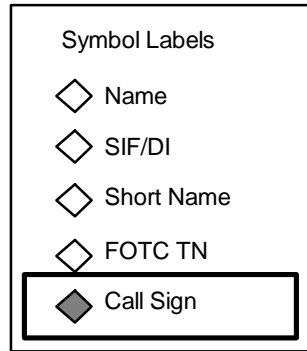 Symbol Labels
Name
SIF/DI
Short Name
FOTC TN
Call Sign